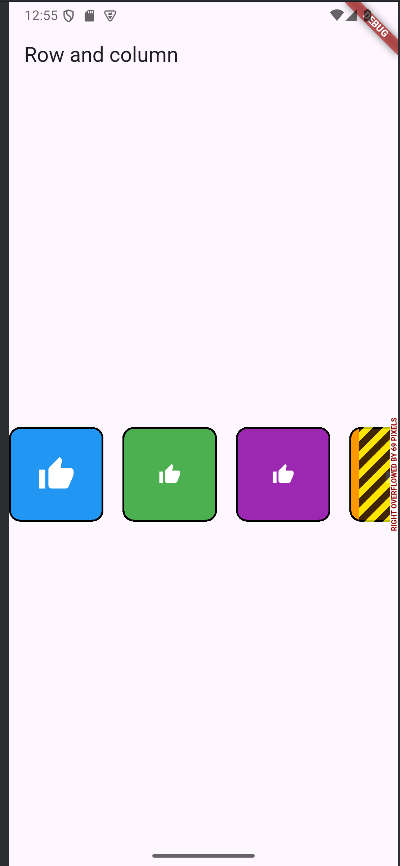 12:55
DEBUG
Row and column
RIGHT OVERFLOWED BY 69 PIXELS